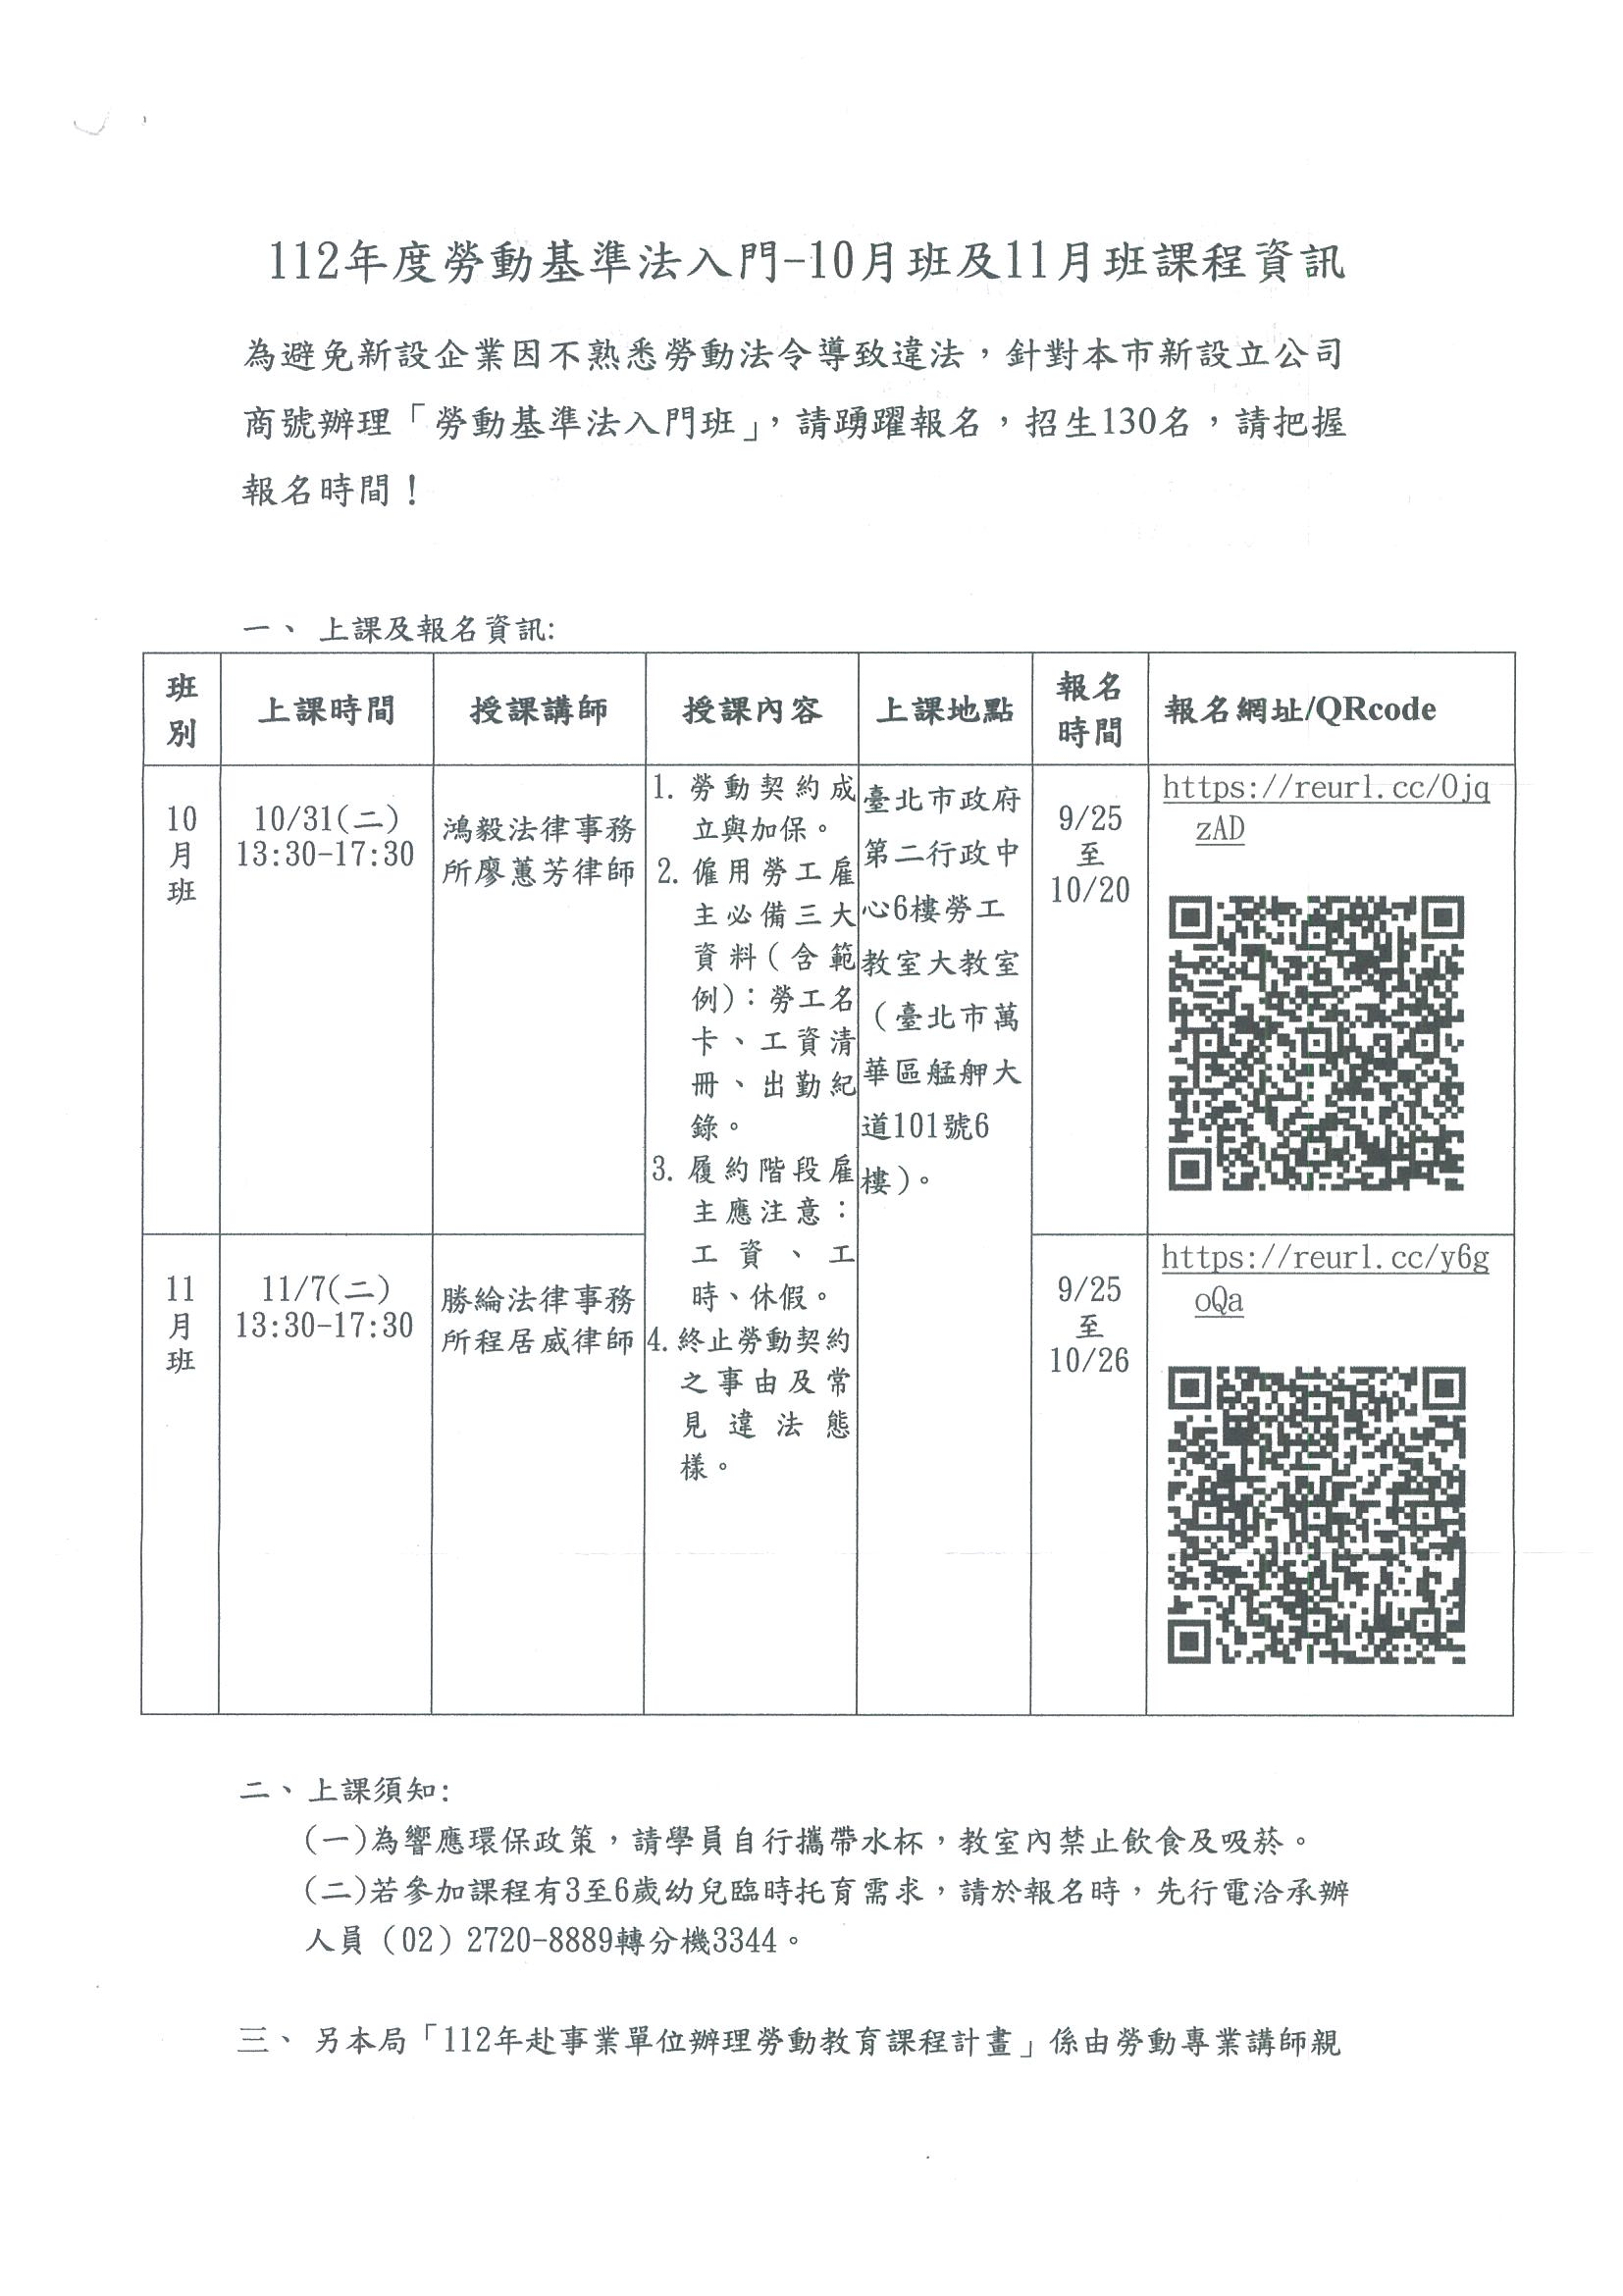 112年度勞動基準法入門-10月班及11月班課程資訊
為避免新設企業因不熟悉勞動法令導致違法，針對本市新設立公司
商號辦理「勞動基準法入門班」，請踴躍報名，招生130名，請把握
報名時間！
一、 上課及報名資訊:
班
別
上課時間
授課講師
授課內容
上課地點
報名
時間
報名網址/QRcode
10
月
班
10/31(二)
13:30-17:30
鴻毅法律事務
所廖蕙芳律師
1. 勞動契約成
立與加保。
2. 僱用勞工雇
主必備三大
資料(含範
例)：勞工名
卡、工資清
冊、出勤紀
錄。
3. 履約階段雇
主應注意：
工資、工
時、休假。
4.終止勞動契約
之事由及常
見違法態
樣。
臺北市政府
第二行政中
心6樓勞工
教室大教室
（臺北市萬
華區艋舺大
道101號6
樓)。
9/25
至
10/20
https://reurl.cc/0jq
zAD
11
月
班
11/7(二)
13:30-17:30
勝綸法律事務
所程居威律師
9/25
至
10/26
https://reurl.cc/y6g
oQa
二、上課須知:
(一)為響應環保政策，請學員自行攜帶水杯，教室內禁止飲食及吸菸。
(二)若參加課程有3至6歲幼兒臨時托育需求，請於報名時，先行電洽承辦
人員（02）2720-8889轉分機3344。
三、 另本局「112年赴事業單位辦理勞動教育課程計畫」係由勞動專業講師親